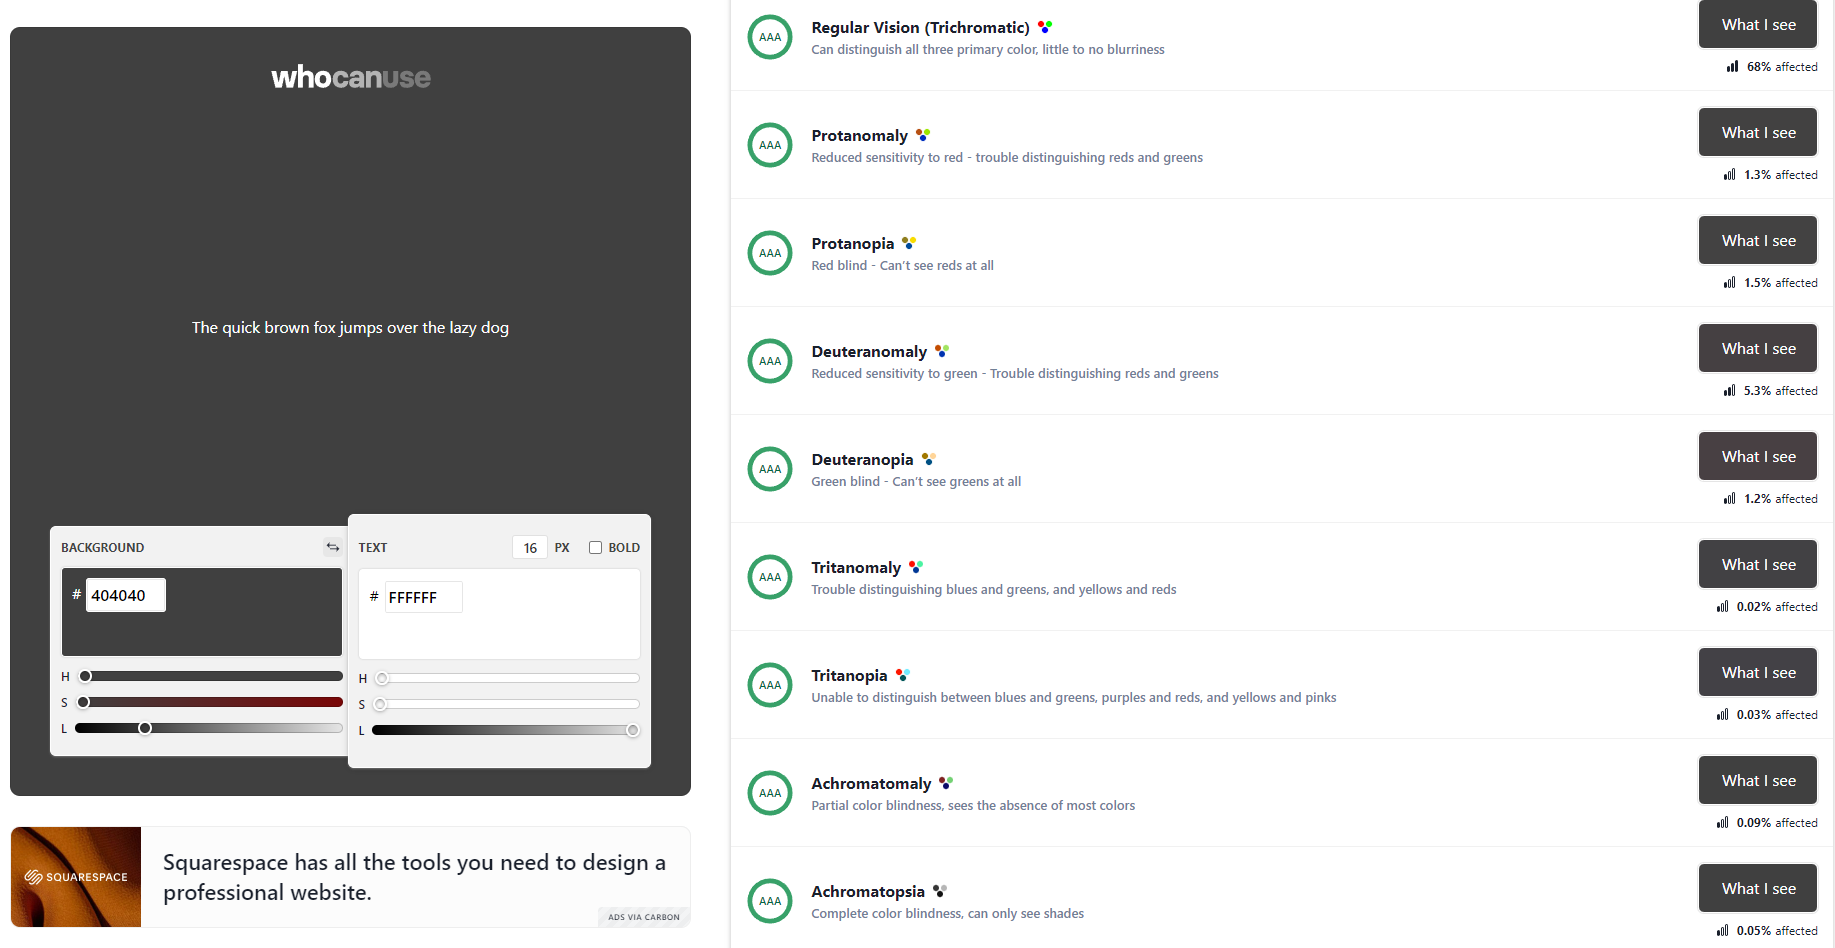 whocanuse
The quick brown fox jumps over the lazy dog
BACKGROUND
# 404040
H
S
L
TEXT
16 PX
BOLD
# FFFFFF
H
S
L
SQUARESPACE
Squarespace has all the tools you need to design a
professional website.
ADS VIA CARBON
AAA
Regular Vision (Trichromatic)
Can distinguish all three primary color, little to no blurriness
What I see
68% affected
AAA
Protanomaly
Reduced sensitivity to red - trouble distinguishing reds and greens
What I see
1.3% affected
AAA
Protanopia
Red blind - Can’t see reds at all
What I see
1.5% affected
AAA
Deuteranomaly
Reduced sensitivity to green - Trouble distinguishing reds and greens
What I see
5.3% affected
AAA
Deuteranopia
Green blind - Can’t see greens at all
What I see
1.2% affected
AAA
Tritanomaly
Trouble distinguishing blues and greens, and yellows and reds
What I see
0.02% affected
AAA
Tritanopia
Unable to distinguish between blues and greens, purples and reds, and yellows and pinks
What I see
0.03% affected
AAA
Achromatomaly
Partial color blindness, sees the absence of most colors
What I see
0.09% affected
AAA
Achromatopsia
Complete color blindness, can only see shades
What I see
0.05% affected